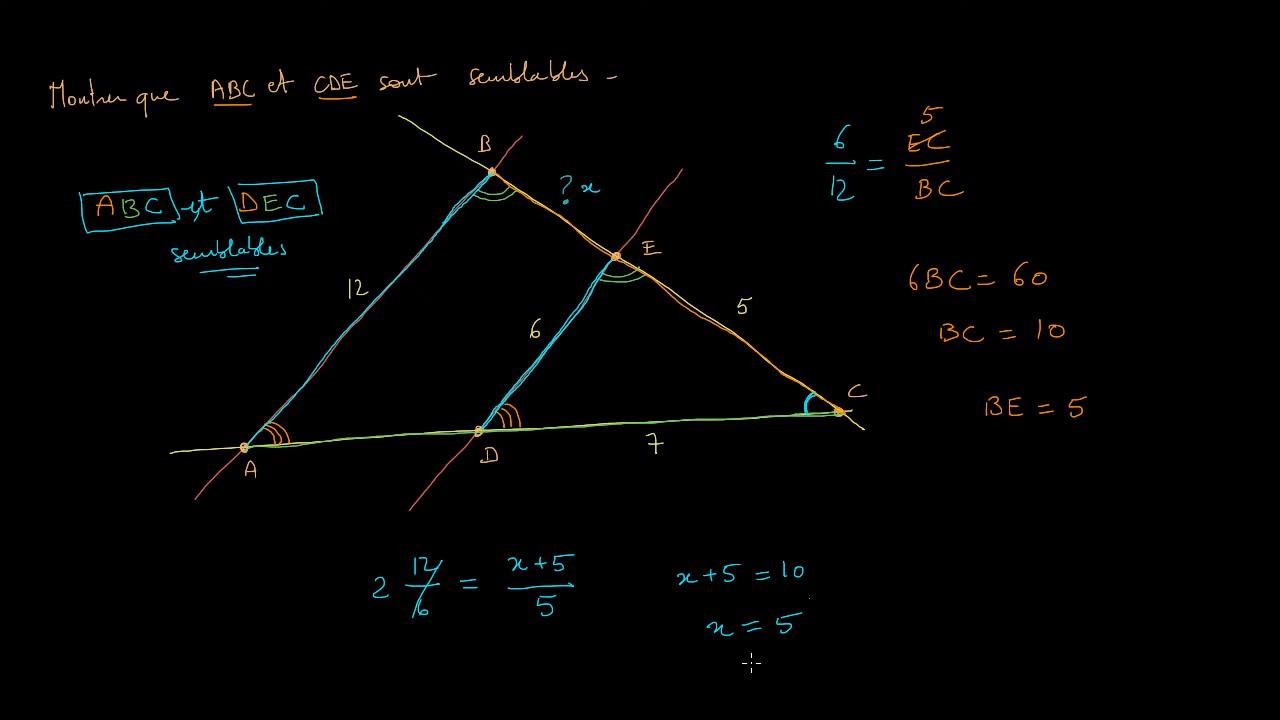 Montrer que ABC et CDE sont semblables.
ABC et DEC
semblables
B
? x
E
12
6
5
C
A
D
7
6/12 = 5 EC/BC
6BC = 60
BC = 10
BE = 5
2 12/6 = x+5/5
x+5 = 10
x = 5